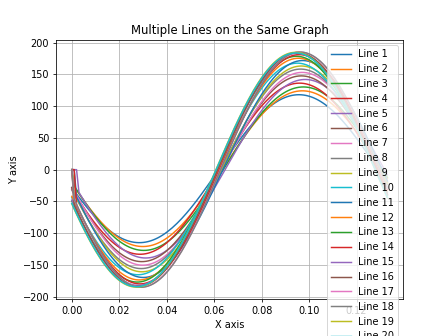 Multiple Lines on the Same Graph
200
150
100
50
0
−50
−100
−150
−200
Y axis
0.00
0.02
0.04
0.06
0.08
0.10
X axis
Line 1
Line 2
Line 3
Line 4
Line 5
Line 6
Line 7
Line 8
Line 9
Line 10
Line 11
Line 12
Line 13
Line 14
Line 15
Line 16
Line 17
Line 18
Line 19
Line 20